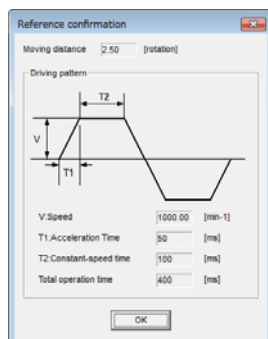 Reference confirmation
Moving distance 2.50 [rotation]
Driving pattern
T2
V
T1
V:Speed 1000.00 [min-1]
T1:Acceleration Time 50 [ms]
T2:Constant-speed time 100 [ms]
Total operation time 400 [ms]
OK